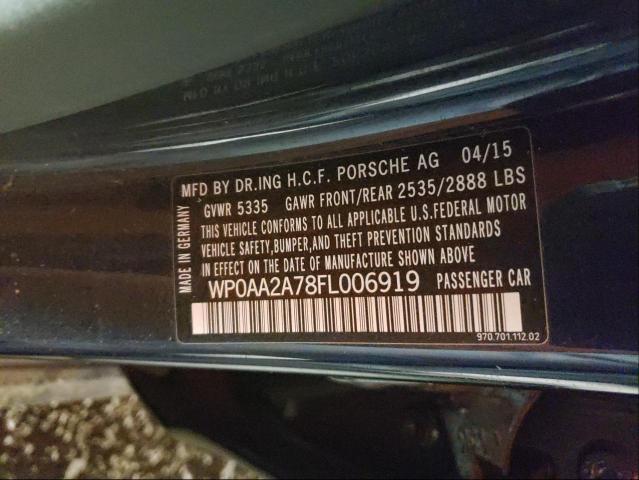 MFD BY DR.ING H.C.F. PORSCHE AG 04/15
GVWR 5335 GAWR FRONT/REAR 2535/2888 LBS
THIS VEHICLE CONFORMS TO ALL APPLICABLE U.S.FEDERAL MOTOR
VEHICLE SAFETY,BUMPER,AND THEFT PREVENTION STANDARDS
IN EFFECT ON THE DATE OF MANUFACTURE SHOWN ABOVE
WP0AA2A78FL006919 PASSENGER CAR
970.701.112.02
MADE IN GERMANY